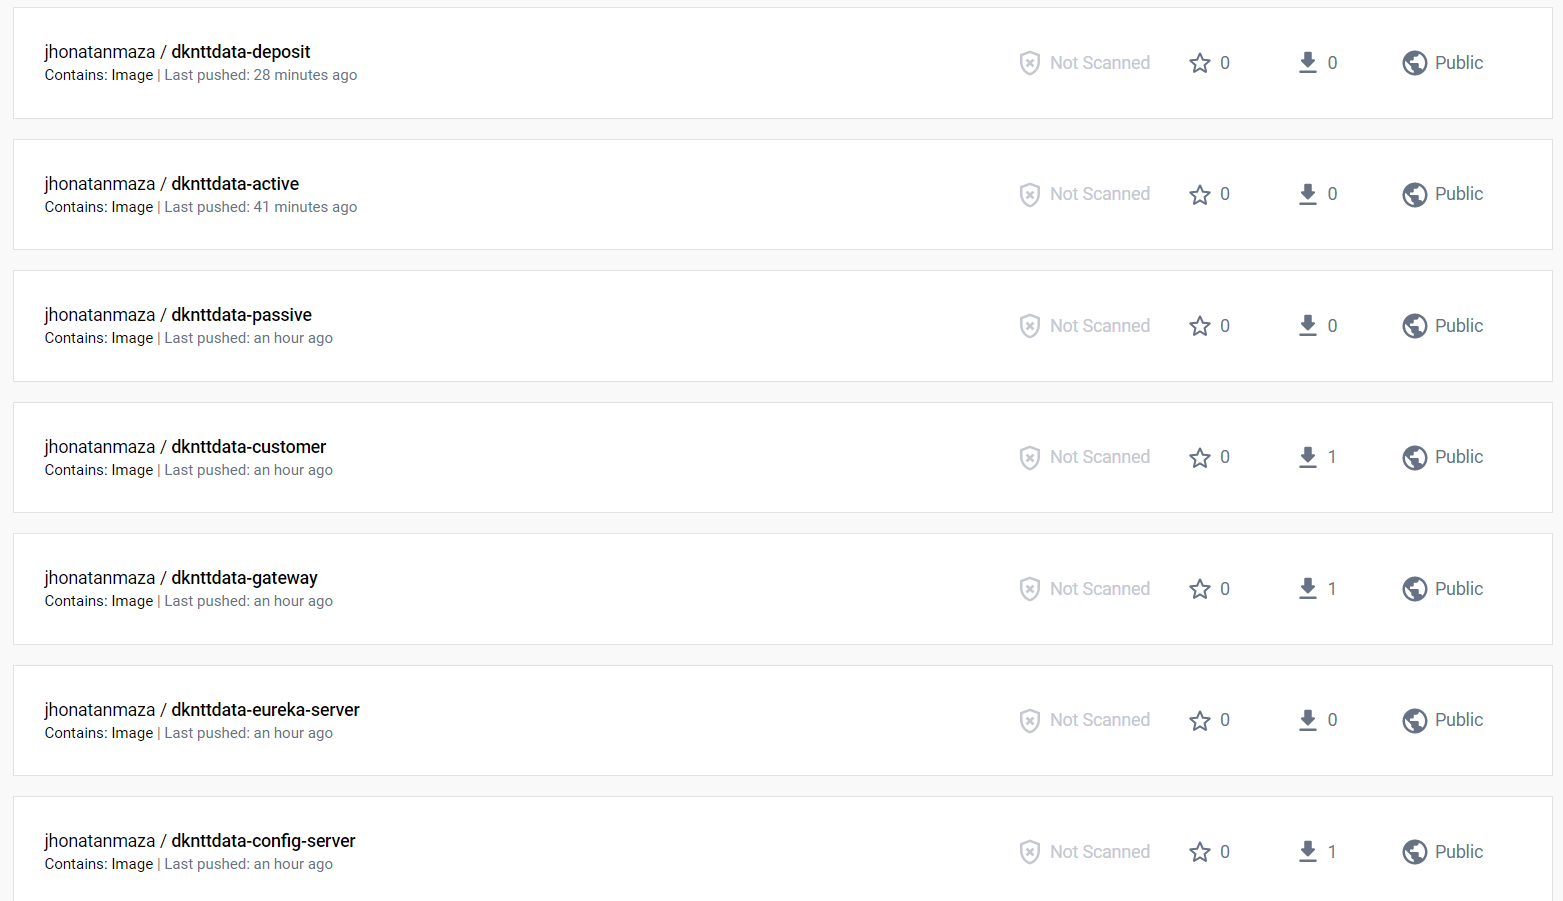 jhonatanmaza / dknttdata-deposit
Contains: Image | Last pushed: 28 minutes ago
Not Scanned 0 0 Public
jhonatanmaza / dknttdata-active
Contains: Image | Last pushed: 41 minutes ago
Not Scanned 0 0 Public
jhonatanmaza / dknttdata-passive
Contains: Image | Last pushed: an hour ago
Not Scanned 0 0 Public
jhonatanmaza / dknttdata-customer
Contains: Image | Last pushed: an hour ago
Not Scanned 0 1 Public
jhonatanmaza / dknttdata-gateway
Contains: Image | Last pushed: an hour ago
Not Scanned 0 1 Public
jhonatanmaza / dknttdata-eureka-server
Contains: Image | Last pushed: an hour ago
Not Scanned 0 0 Public
jhonatanmaza / dknttdata-config-server
Contains: Image | Last pushed: an hour ago
Not Scanned 0 1 Public